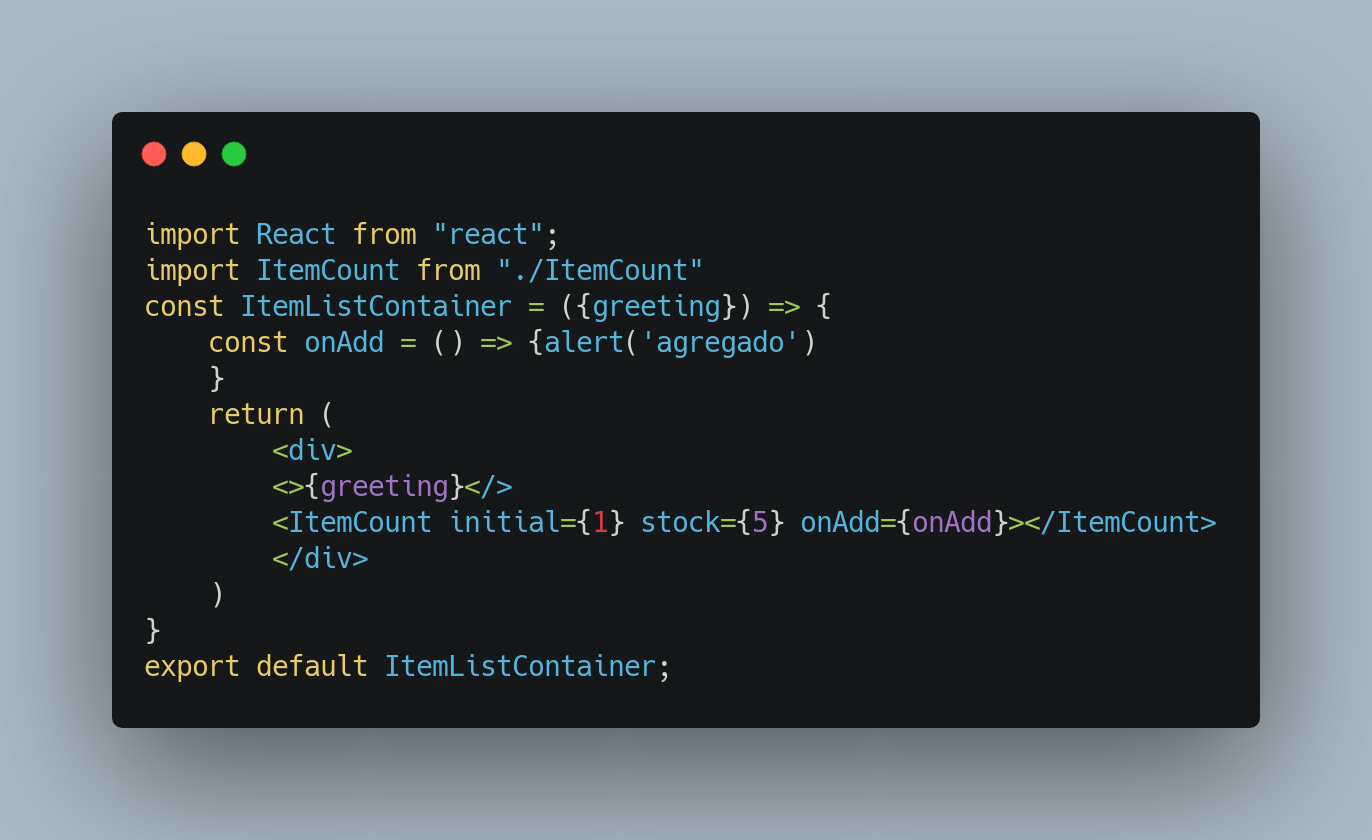 import React from "react";
import ItemCount from "./ItemCount"
const ItemListContainer = ({greeting}) => {
    const onAdd = () => {alert('agregado')
    }
    return (
        <div>
        <>{greeting}</>
        <ItemCount initial={1} stock={5} onAdd={onAdd}></ItemCount>
        </div>
    )
}
export default ItemListContainer;